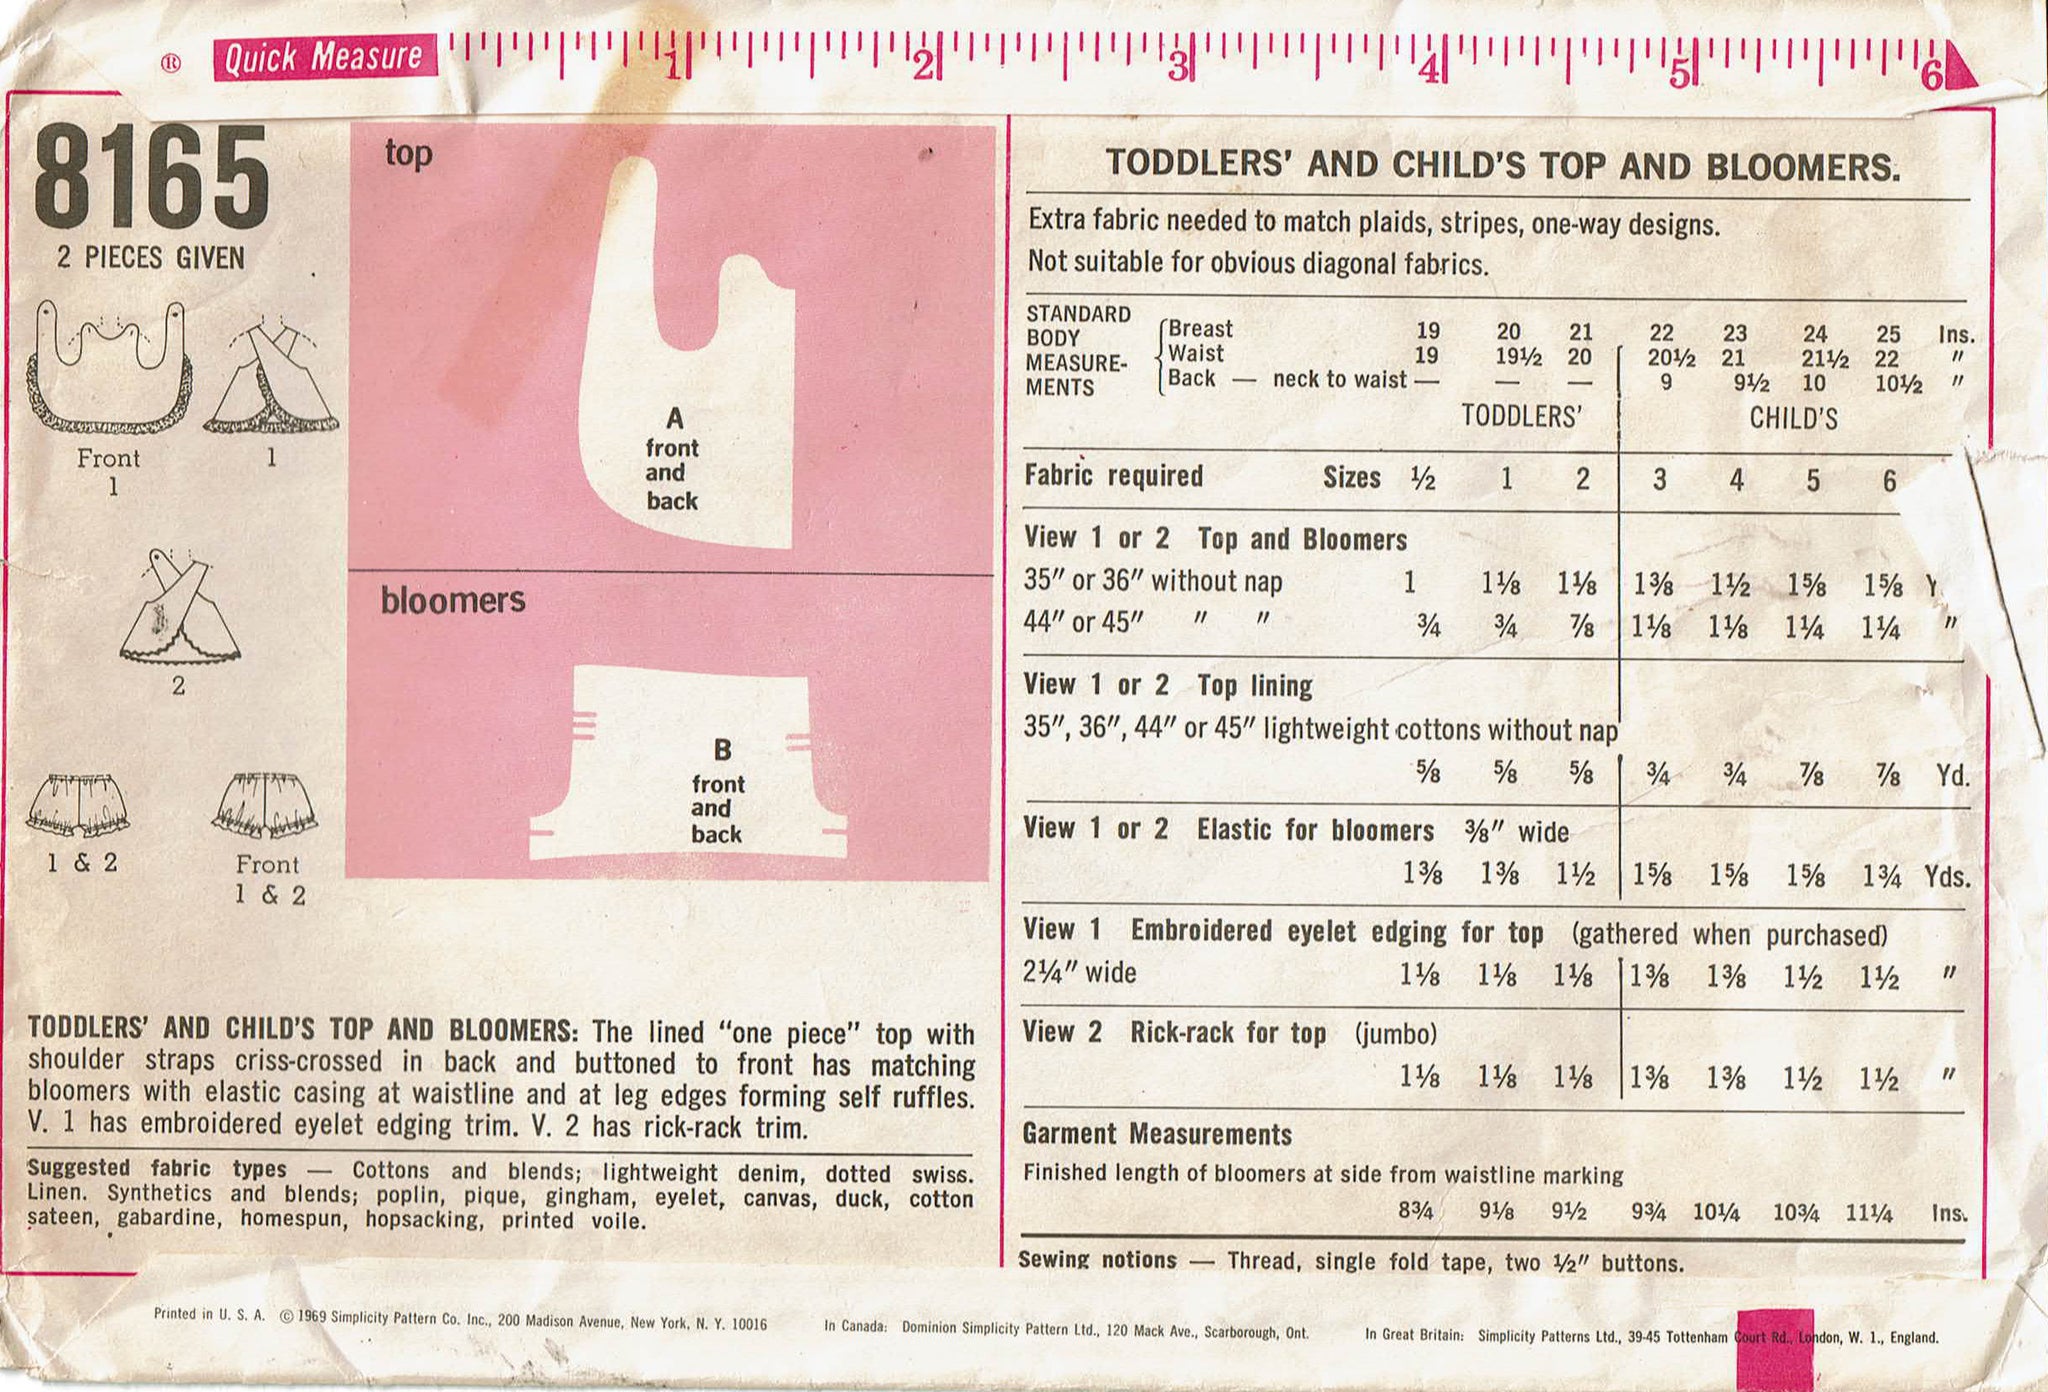 ® Quick Measure 1 2 3 4 5 6
8165
2 PIECES GIVEN
Front
1
1
2
1 & 2
Front
1 & 2
top
A
front
and
back
bloomers
B
front
and
back
TODDLERS' AND CHILD'S TOP AND BLOOMERS: The lined "one piece" top with
shoulder straps criss-crossed in back and buttoned to front has matching
bloomers with elastic casing at waistline and at leg edges forming self ruffles.
V. 1 has embroidered eyelet edging trim. V. 2 has rick-rack trim.
Suggested fabric types — Cottons and blends; lightweight denim, dotted swiss.
Linen. Synthetics and blends; poplin, pique, gingham, eyelet, canvas, duck, cotton
sateen, gabardine, homespun, hopsacking, printed voile.
TODDLERS' AND CHILD'S TOP AND BLOOMERS.
Extra fabric needed to match plaids, stripes, one-way designs.
Not suitable for obvious diagonal fabrics.
STANDARD
BODY
MEASURE-
MENTS
Breast 19 20 21 22 23 24 25 Ins.
Waist 19 19½ 20 20½ 21 21½ 22 "
Back — neck to waist — — — 9 9½ 10 10½ "
TODDLERS' CHILD'S
Fabric required Sizes ½ 1 2 3 4 5 6
View 1 or 2 Top and Bloomers
35" or 36" without nap 1 1⅛ 1⅛ 1⅜ 1½ 1⅝ 1⅝ Y
44" or 45" " " ¾ ¾ ⅞ 1⅛ 1⅛ 1¼ 1¼ "
View 1 or 2 Top lining
35", 36", 44" or 45" lightweight cottons without nap
⅝ ⅝ ⅝ ¾ ¾ ⅞ ⅞ Yd.
View 1 or 2 Elastic for bloomers ⅜" wide
1⅜ 1⅜ 1½ 1⅝ 1⅝ 1⅝ 1¾ Yds.
View 1 Embroidered eyelet edging for top (gathered when purchased)
2¼" wide 1⅛ 1⅛ 1⅛ 1⅜ 1⅜ 1½ 1½ "
View 2 Rick-rack for top (jumbo)
1⅛ 1⅛ 1⅛ 1⅜ 1⅜ 1½ 1½ "
Garment Measurements
Finished length of bloomers at side from waistline marking
8¾ 9⅛ 9½ 9¾ 10¼ 10¾ 11¼ Ins.
Sewing notions — Thread, single fold tape, two ½" buttons.
Printed in U. S. A. © 1969 Simplicity Pattern Co. Inc., 200 Madison Avenue, New York, N. Y. 10016 In Canada: Dominion Simplicity Pattern Ltd., 120 Mack Ave., Scarborough, Ont. In Great Britain: Simplicity Patterns Ltd., 39-45 Tottenham Court Rd., London, W. 1., England.